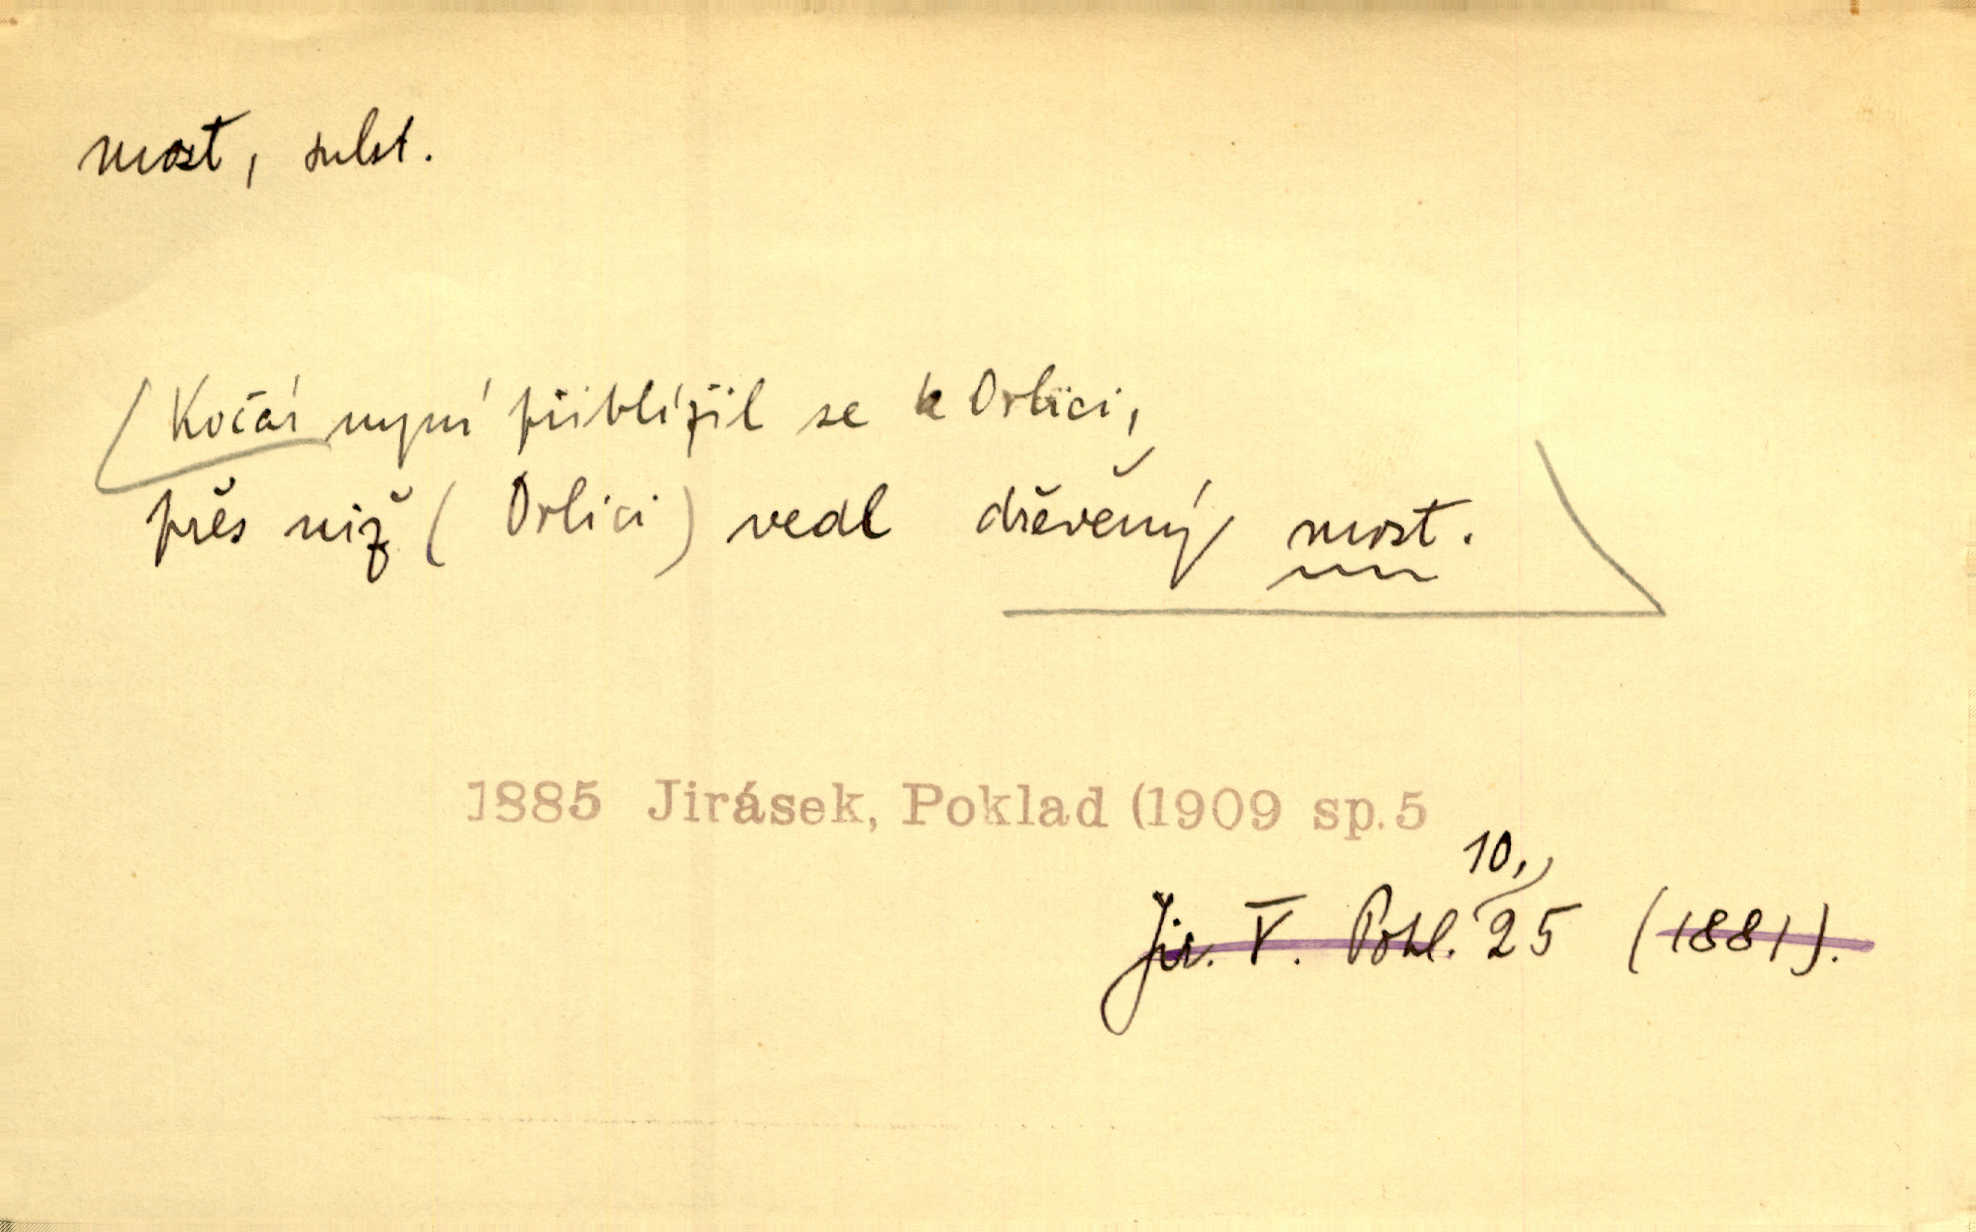 most, subst.
Kočár nyní přiblížil se k Orlici,
přes niž (Orlici) vedl dřevěný most.
1885 Jirásek, Poklad (1909 sp.5
10,
Jir. V. Pokl. 25 (1881).